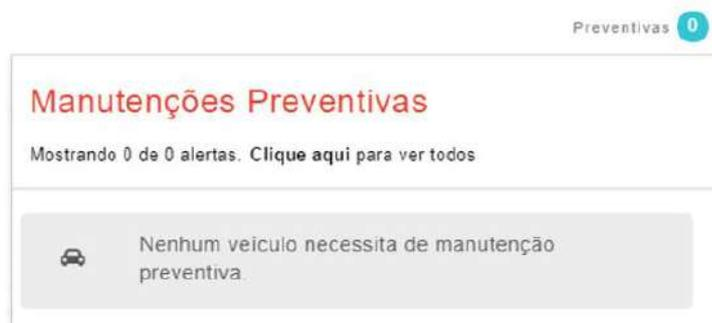 Preventivas 0
Manutenções Preventivas
Mostrando 0 de 0 alertas. Clique aqui para ver todos
Nenhum veículo necessita de manutenção
preventiva.